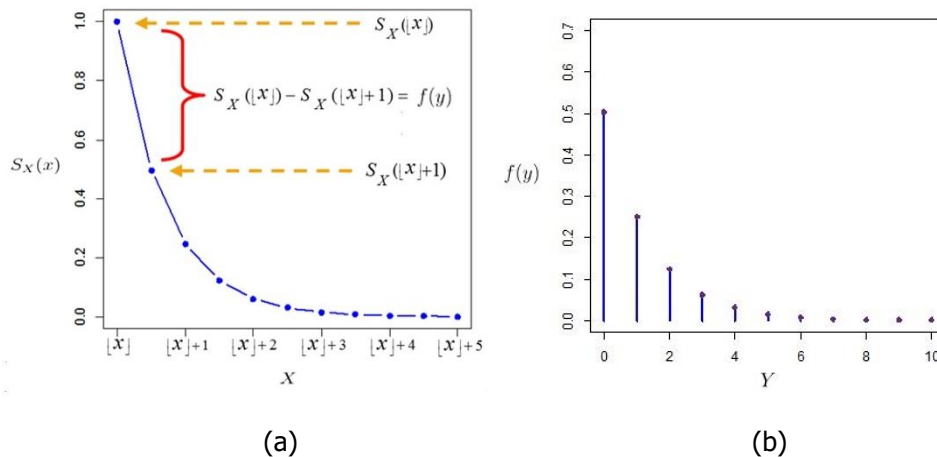 1.0
0.8
0.6
0.4
0.2
0.0
S_X(x)
S_X(⌊x⌋)
S_X(⌊x⌋) – S_X(⌊x⌋+1) = f(y)
S_X(⌊x⌋+1)
⌊x⌋ ⌊x⌋+1 ⌊x⌋+2 ⌊x⌋+3 ⌊x⌋+4 ⌊x⌋+5
X
(a)
0.7
0.6
0.5
0.4
0.3
0.2
0.1
0.0
f(y)
0 2 4 6 8 10
Y
(b)